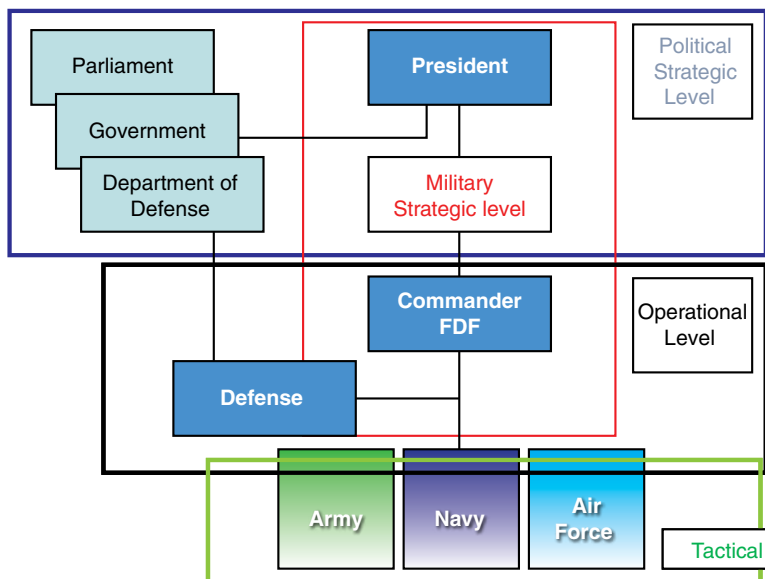 Parliament
Government
Department of
Defense
President
Political
Strategic
Level
Military
Strategic level
Commander
FDF
Operational
Level
Defense
Army
Navy
Air
Force
Tactical